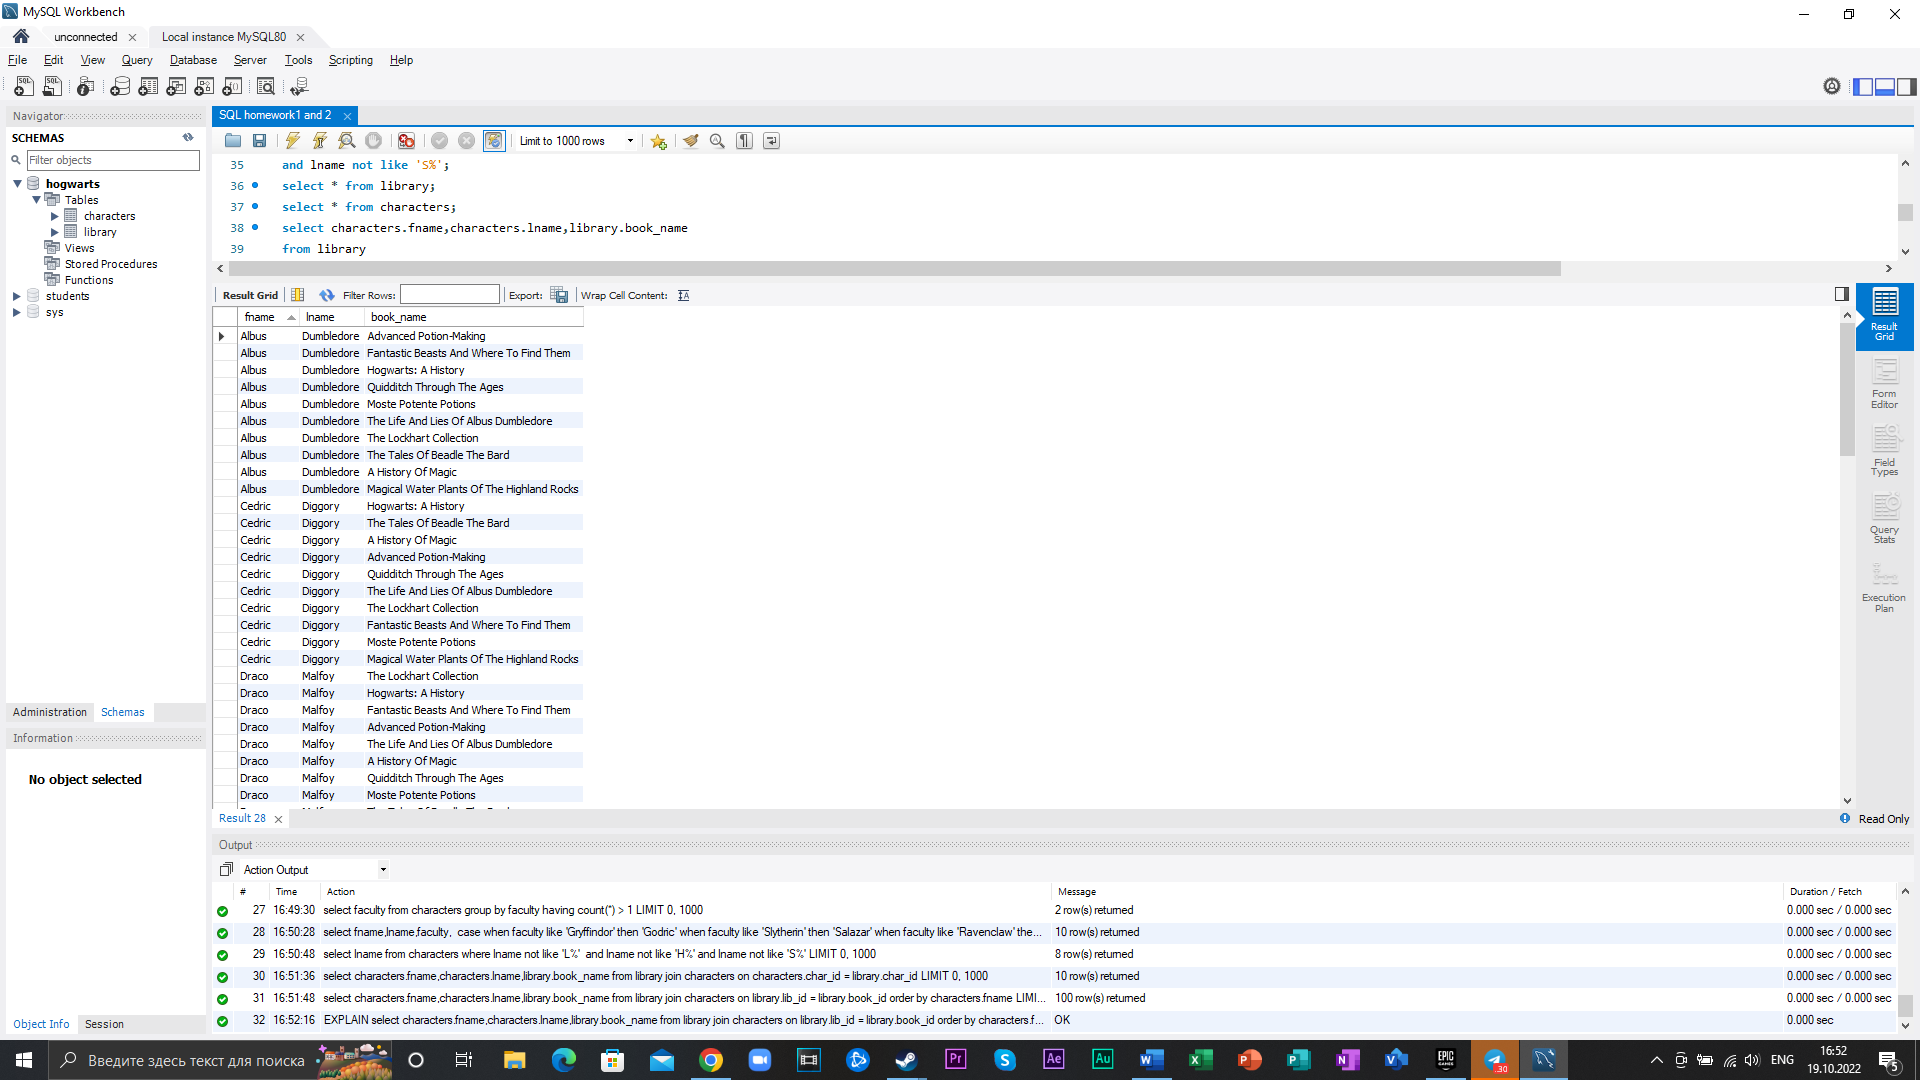 MySQL Workbench
unconnected
Local instance MySQL80
File Edit View Query Database Server Tools Scripting Help
Navigator
SCHEMAS
Filter objects
hogwarts
Tables
characters
library
Views
Stored Procedures
Functions
students
sys
Administration Schemas
Information
No object selected
Object Info Session
SQL homework1 and 2
Limit to 1000 rows
35 and lname not like 'S%';
36 select * from library;
37 select * from characters;
38 select characters.fname,characters.lname,library.book_name
39 from library
Result Grid Filter Rows: Export: Wrap Cell Content:
fname lname book_name
Albus Dumbledore Advanced Potion-Making
Albus Dumbledore Fantastic Beasts And Where To Find Them
Albus Dumbledore Hogwarts: A History
Albus Dumbledore Quidditch Through The Ages
Albus Dumbledore Moste Potente Potions
Albus Dumbledore The Life And Lies Of Albus Dumbledore
Albus Dumbledore The Lockhart Collection
Albus Dumbledore The Tales Of Beadle The Bard
Albus Dumbledore A History Of Magic
Albus Dumbledore Magical Water Plants Of The Highland Rocks
Cedric Diggory Hogwarts: A History
Cedric Diggory The Tales Of Beadle The Bard
Cedric Diggory A History Of Magic
Cedric Diggory Advanced Potion-Making
Cedric Diggory Quidditch Through The Ages
Cedric Diggory The Life And Lies Of Albus Dumbledore
Cedric Diggory The Lockhart Collection
Cedric Diggory Fantastic Beasts And Where To Find Them
Cedric Diggory Moste Potente Potions
Cedric Diggory Magical Water Plants Of The Highland Rocks
Draco Malfoy The Lockhart Collection
Draco Malfoy Hogwarts: A History
Draco Malfoy Fantastic Beasts And Where To Find Them
Draco Malfoy Advanced Potion-Making
Draco Malfoy The Life And Lies Of Albus Dumbledore
Draco Malfoy A History Of Magic
Draco Malfoy Quidditch Through The Ages
Draco Malfoy Moste Potente Potions
Result Grid
Form Editor
Field Types
Query Stats
Execution Plan
Result 28
Read Only
Output
Action Output
# Time Action Message Duration / Fetch
27 16:49:30 select faculty from characters group by faculty having count(*) > 1 LIMIT 0, 1000 2 row(s) returned 0.000 sec / 0.000 sec
28 16:50:28 select fname,lname,faculty, case when faculty like 'Gryffindor' then 'Godric' when faculty like 'Slytherin' then 'Salazar' when faculty like 'Ravenclaw' the... 10 row(s) returned 0.000 sec / 0.000 sec
29 16:50:48 select lname from characters where lname not like 'L%' and lname not like 'H%' and lname not like 'S%' LIMIT 0, 1000 8 row(s) returned 0.000 sec / 0.000 sec
30 16:51:36 select characters.fname,characters.lname,library.book_name from library join characters on characters.char_id = library.char_id LIMIT 0, 1000 10 row(s) returned 0.000 sec / 0.000 sec
31 16:51:48 select characters.fname,characters.lname,library.book_name from library join characters on library.lib_id = library.book_id order by characters.fname LIMI... 100 row(s) returned 0.000 sec / 0.000 sec
32 16:52:16 EXPLAIN select characters.fname,characters.lname,library.book_name from library join characters on library.lib_id = library.book_id order by characters.f... OK 0.000 sec
Введите здесь текст для поиска
ENG
16:52
19.10.2022